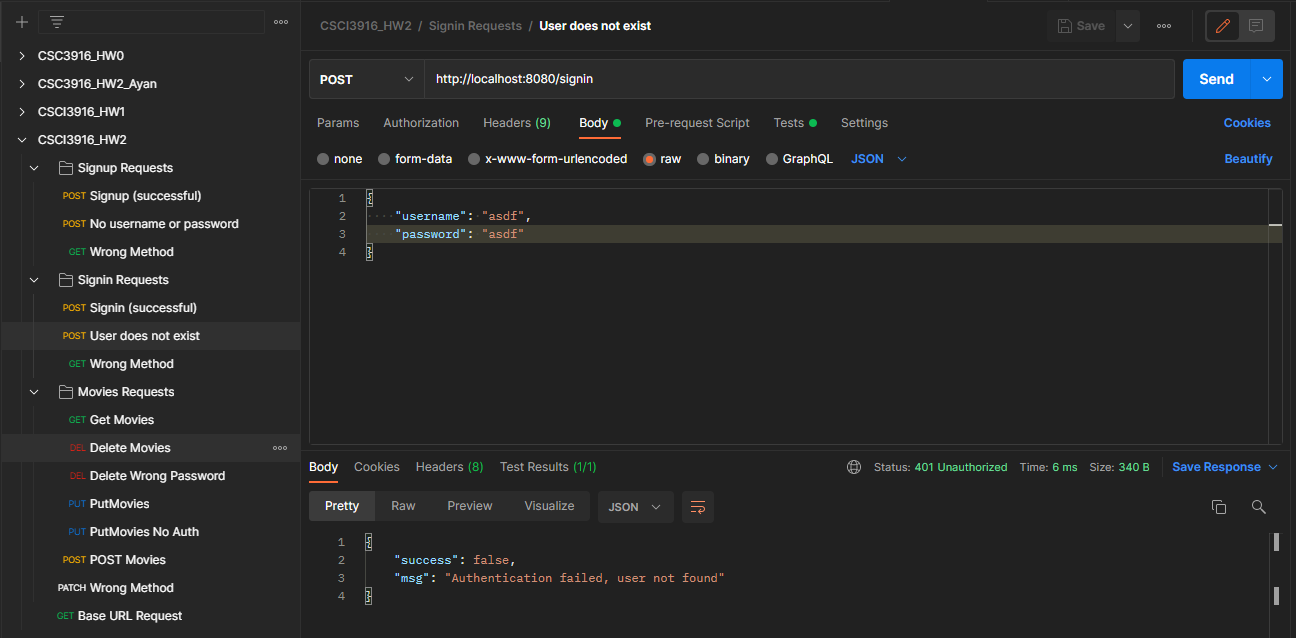 CSC3916_HW0
CSC3916_HW2_Ayan
CSCI3916_HW1
CSCI3916_HW2
Signup Requests
POST Signup (successful)
POST No username or password
GET Wrong Method
Signin Requests
POST Signin (successful)
POST User does not exist
GET Wrong Method
Movies Requests
GET Get Movies
DEL Delete Movies
DEL Delete Wrong Password
PUT PutMovies
PUT PutMovies No Auth
POST POST Movies
PATCH Wrong Method
GET Base URL Request
CSCI3916_HW2 / Signin Requests / User does not exist
Save
POST http://localhost:8080/signin Send
Params Authorization Headers (9) Body Pre-request Script Tests Settings Cookies
none form-data x-www-form-urlencoded raw binary GraphQL JSON Beautify
1 {
2 "username": "asdf",
3 "password": "asdf"
4 }
Body Cookies Headers (8) Test Results (1/1) Status: 401 Unauthorized Time: 6 ms Size: 340 B Save Response
Pretty Raw Preview Visualize JSON
1 {
2 "success": false,
3 "msg": "Authentication failed, user not found"
4 }